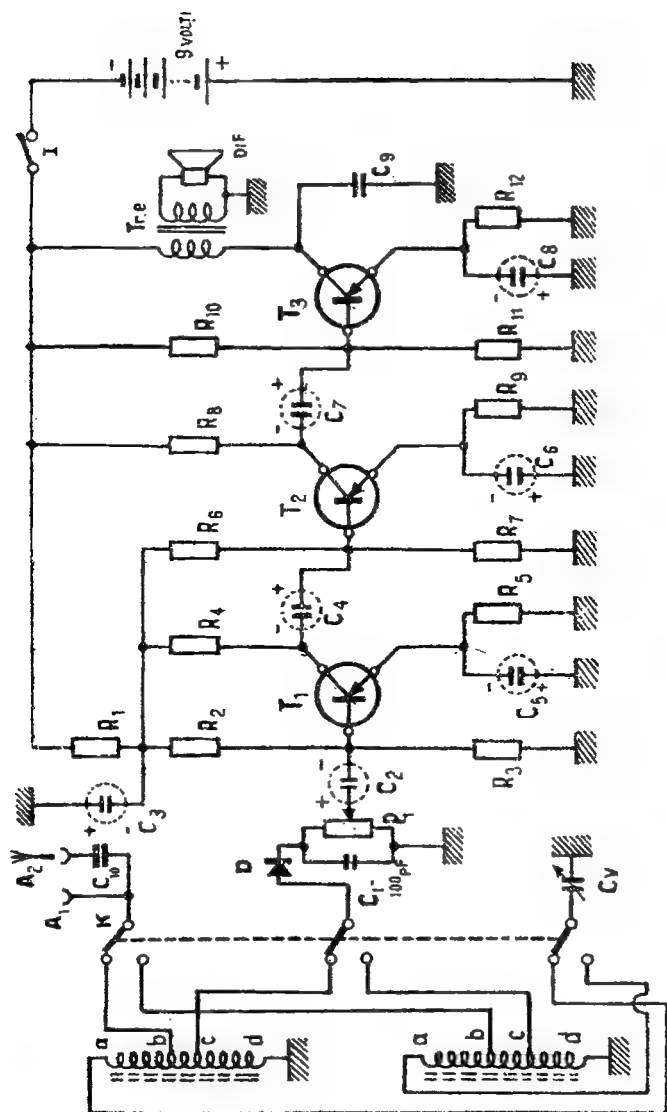 9 VOLTI
-
+
I
Tr.e
DIF
C9
R12
C8
-
+
T3
R10
R11
C7
-
+
R8
R9
T2
C6
-
+
R6
R7
C4
-
+
R4
R5
T1
C5
-
+
R1
R2
R3
C3
+
-
C2
+
-
P1
D
C1-
100pF
A2
A1
C10
K
Cv
a
b
c
d
a
b
c
d